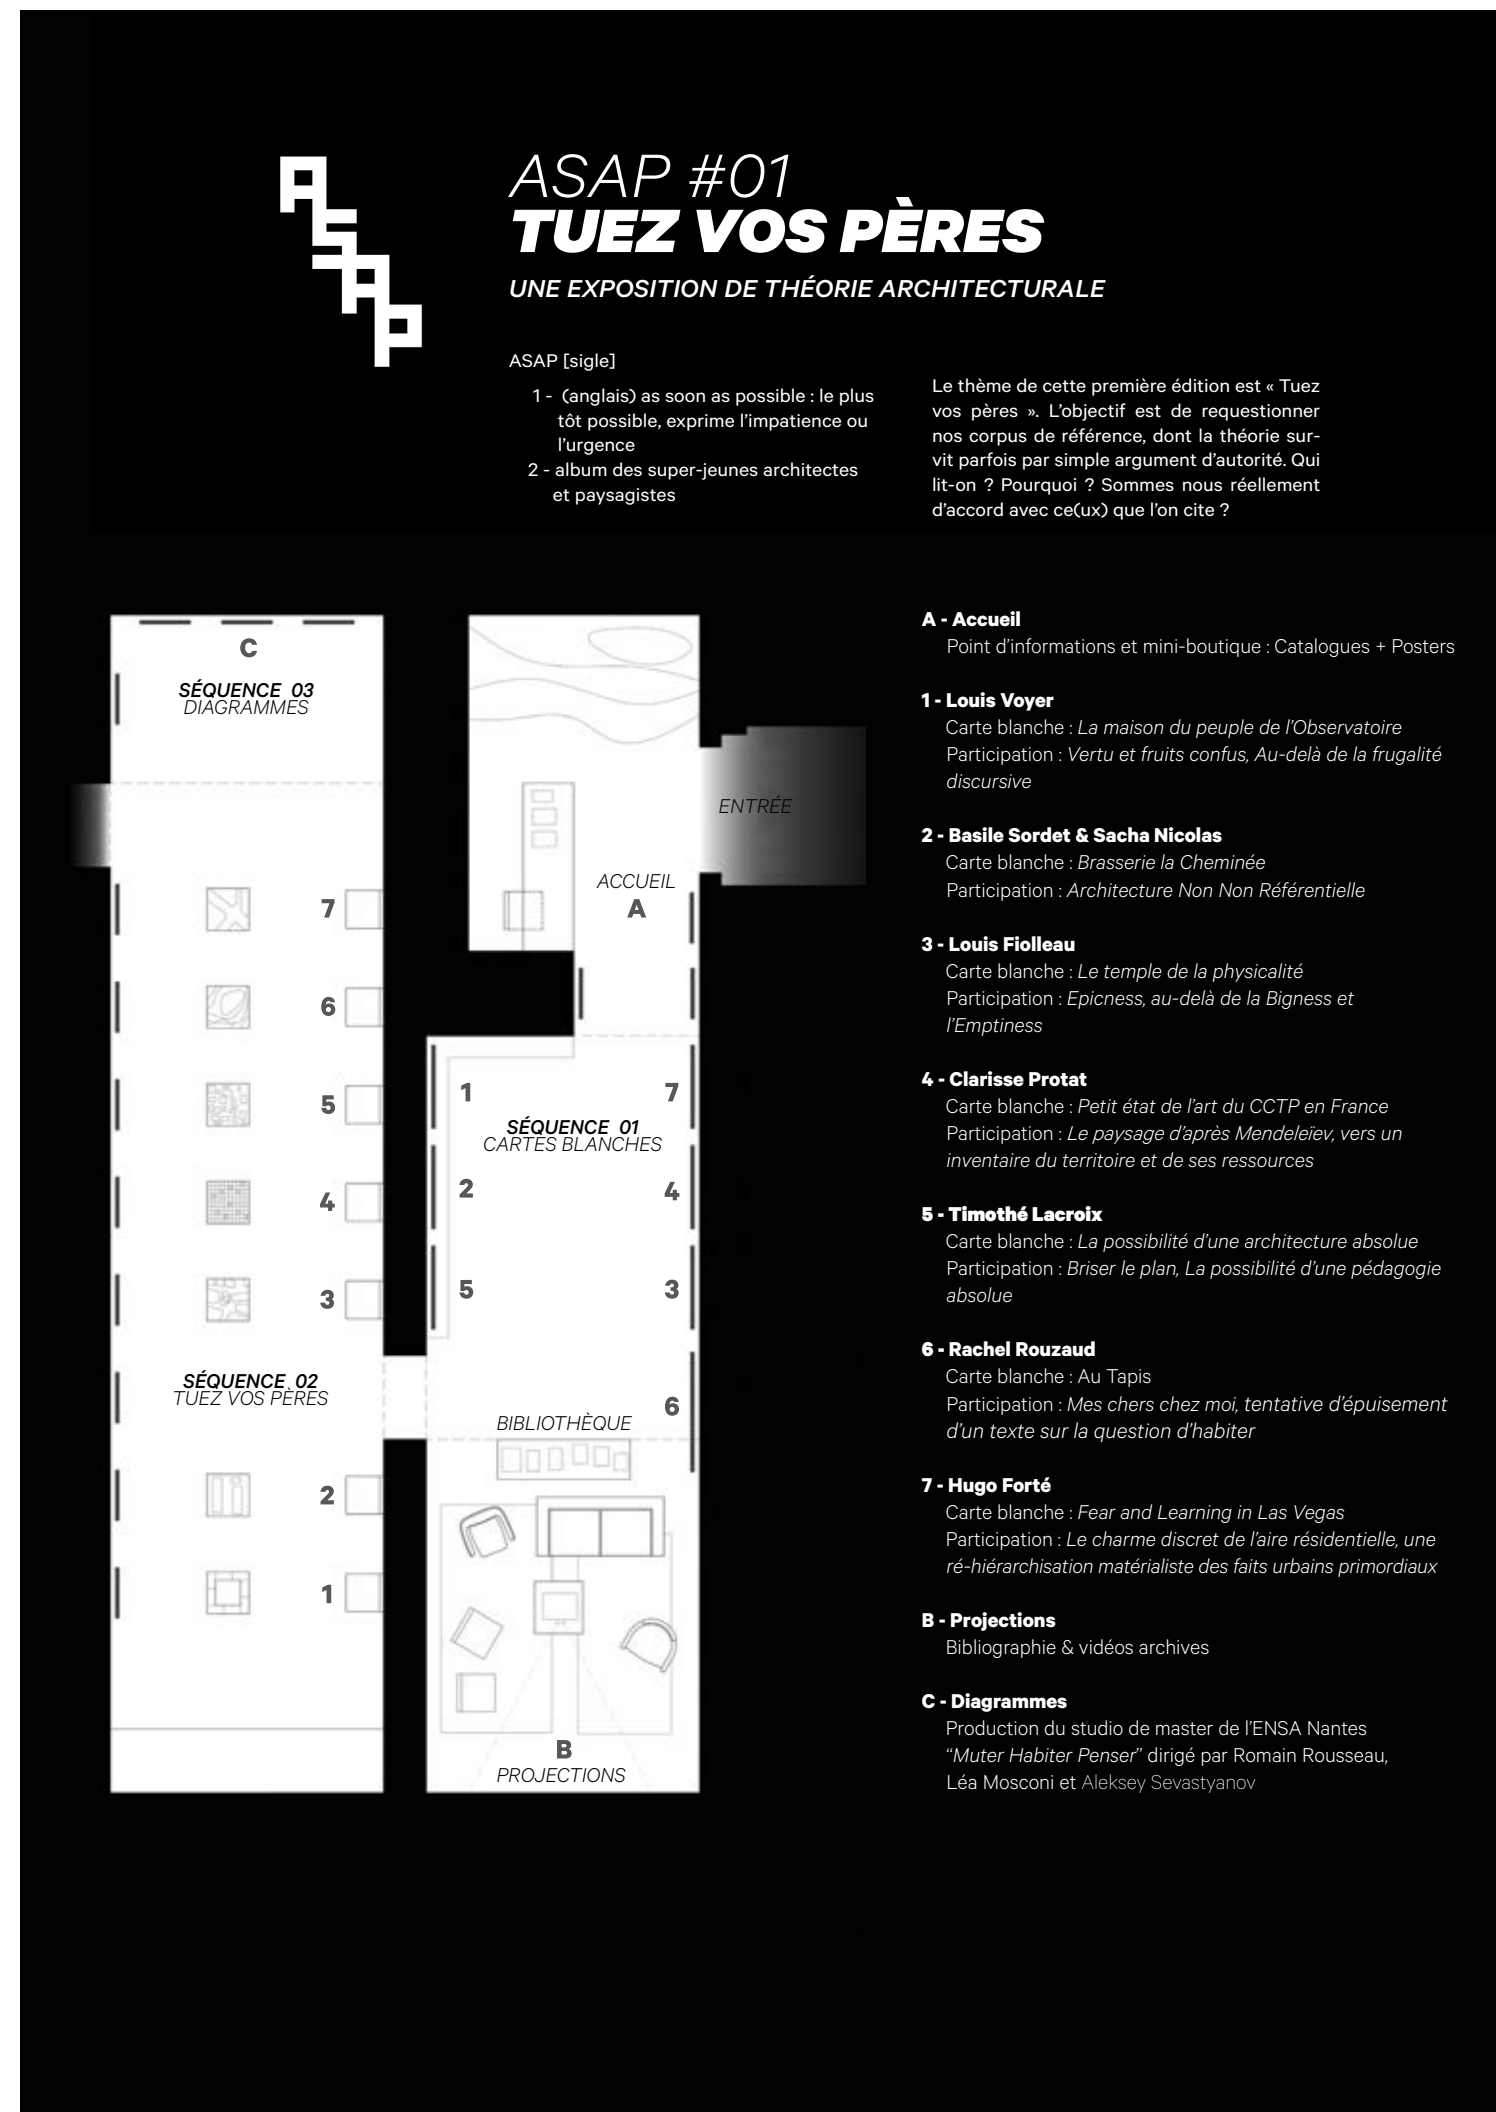 ASAP
ASAP #01
TUEZ VOS PÈRES
UNE EXPOSITION DE THÉORIE ARCHITECTURALE
ASAP [sigle]
1 - (anglais) as soon as possible : le plus
tôt possible, exprime l'impatience ou
l'urgence
2 - album des super-jeunes architectes
et paysagistes
Le thème de cette première édition est « Tuez
vos pères ». L'objectif est de requestionner
nos corpus de référence, dont la théorie sur-
vit parfois par simple argument d'autorité. Qui
lit-on ? Pourquoi ? Sommes nous réellement
d'accord avec ce(ux) que l'on cite ?
C
SÉQUENCE 03
DIAGRAMMES
7
6
5
4
3
SÉQUENCE 02
TUEZ VOS PÈRES
2
1
ENTRÉE
ACCUEIL
A
1
7
SÉQUENCE 01
CARTES BLANCHES
2
4
5
3
6
BIBLIOTHÈQUE
B
PROJECTIONS
A - Accueil
Point d'informations et mini-boutique : Catalogues + Posters
1 - Louis Voyer
Carte blanche : La maison du peuple de l'Observatoire
Participation : Vertu et fruits confus, Au-delà de la frugalité
discursive
2 - Basile Sordet & Sacha Nicolas
Carte blanche : Brasserie la Cheminée
Participation : Architecture Non Non Référentielle
3 - Louis Fiolleau
Carte blanche : Le temple de la physicalité
Participation : Epicness, au-delà de la Bigness et
l'Emptiness
4 - Clarisse Protat
Carte blanche : Petit état de l'art du CCTP en France
Participation : Le paysage d'après Mendeleïev, vers un
inventaire du territoire et de ses ressources
5 - Timothé Lacroix
Carte blanche : La possibilité d'une architecture absolue
Participation : Briser le plan, La possibilité d'une pédagogie
absolue
6 - Rachel Rouzaud
Carte blanche : Au Tapis
Participation : Mes chers chez moi, tentative d'épuisement
d'un texte sur la question d'habiter
7 - Hugo Forté
Carte blanche : Fear and Learning in Las Vegas
Participation : Le charme discret de l'aire résidentielle, une
ré-hiérarchisation matérialiste des faits urbains primordiaux
B - Projections
Bibliographie & vidéos archives
C - Diagrammes
Production du studio de master de l'ENSA Nantes
“Muter Habiter Penser” dirigé par Romain Rousseau,
Léa Mosconi et Aleksey Sevastyanov